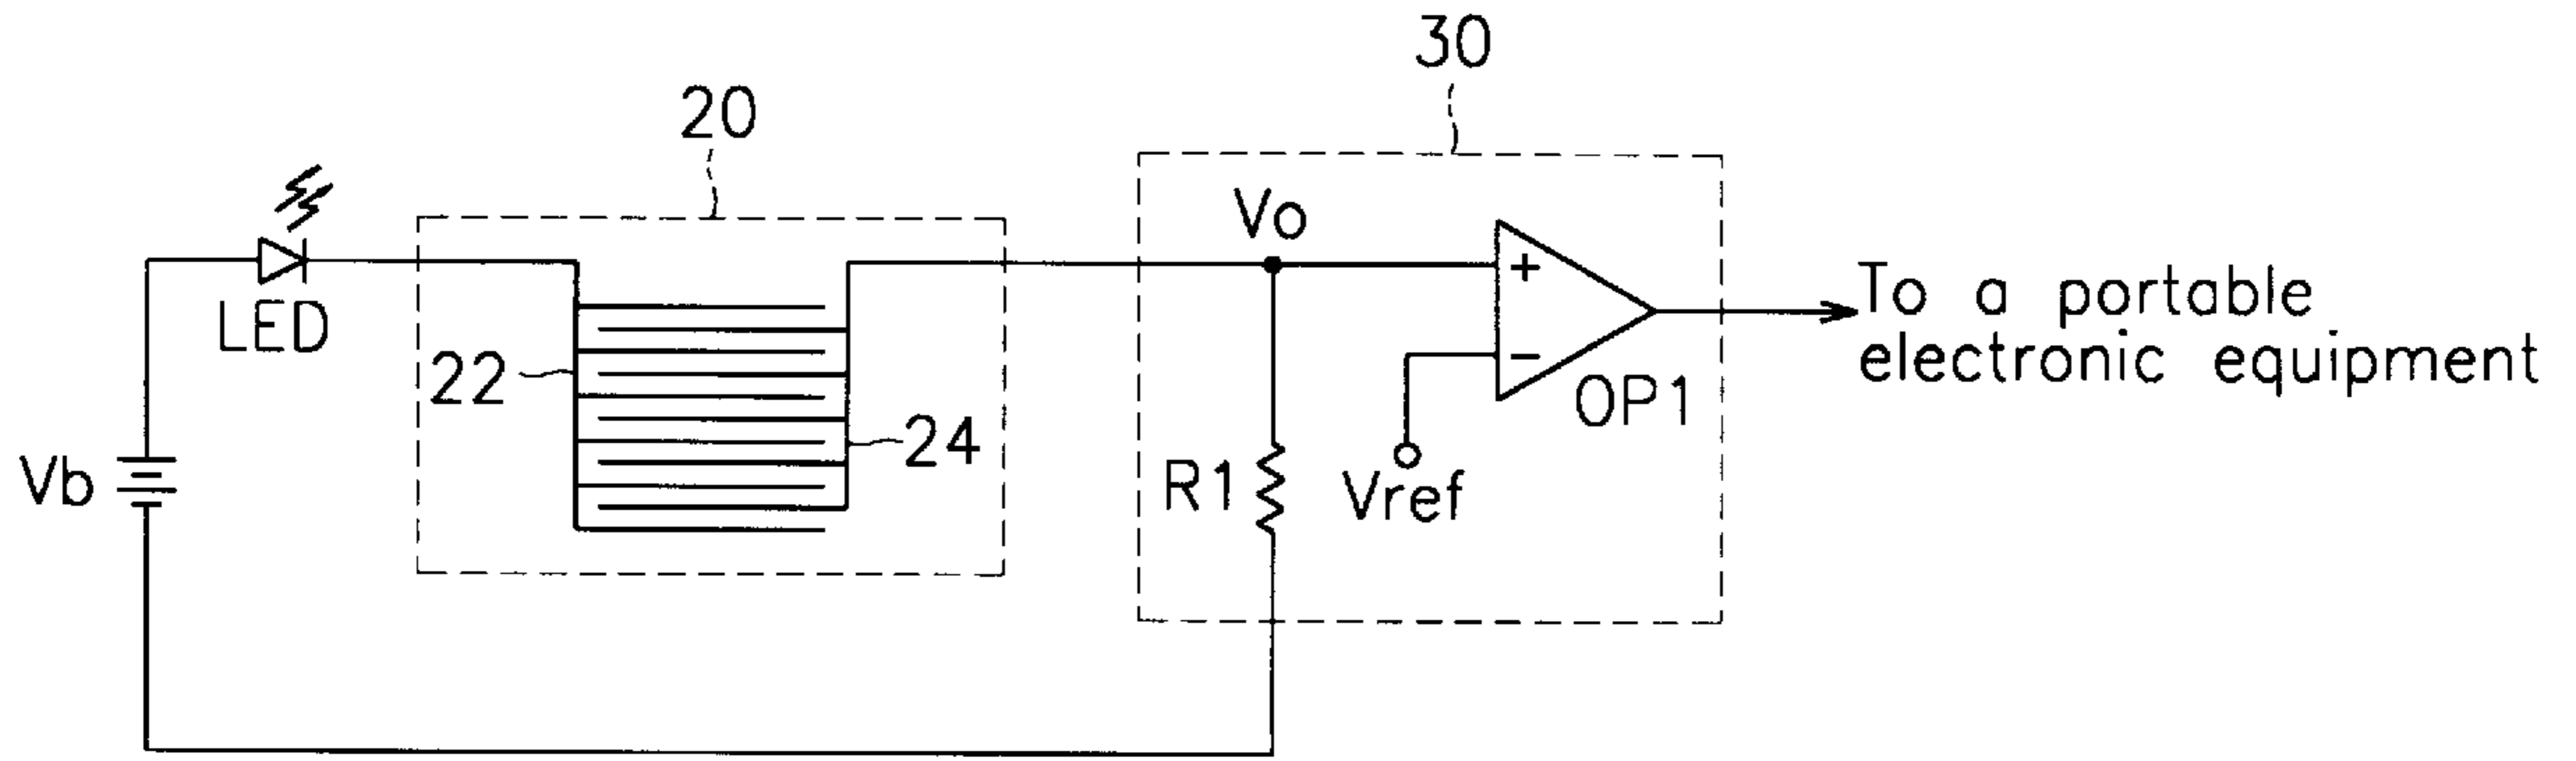 30
20
Vo
+
To a portable
electronic equipment
LED
22
−
OP1
24
Vb
R1
Vref